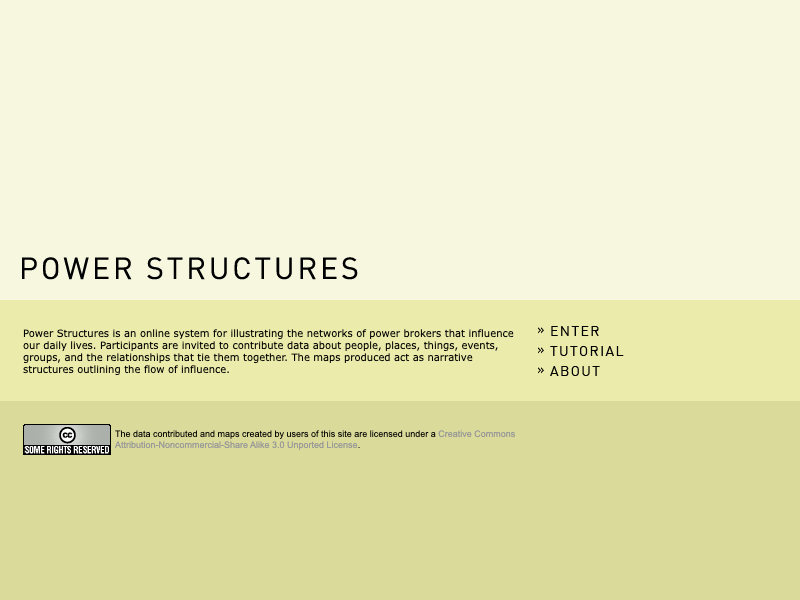 POWER STRUCTURES
Power Structures is an online system for illustrating the networks of power brokers that influence
our daily lives. Participants are invited to contribute data about people, places, things, events,
groups, and the relationships that tie them together. The maps produced act as narrative
structures outlining the flow of influence.
» ENTER
» TUTORIAL
» ABOUT
cc
SOME RIGHTS RESERVED
The data contributed and maps created by users of this site are licensed under a Creative Commons
Attribution-Noncommercial-Share Alike 3.0 Unported License.